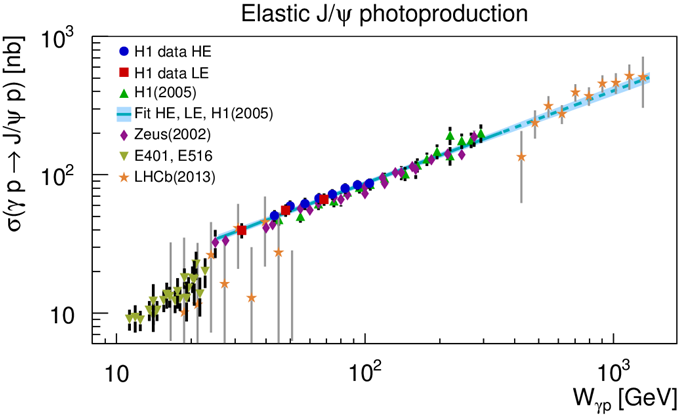 Elastic J/ψ photoproduction
σ(γ p → J/ψ p) [nb]
10³
10²
10
H1 data HE
H1 data LE
H1(2005)
Fit HE, LE, H1(2005)
Zeus(2002)
E401, E516
LHCb(2013)
10 10² 10³
Wγp [GeV]